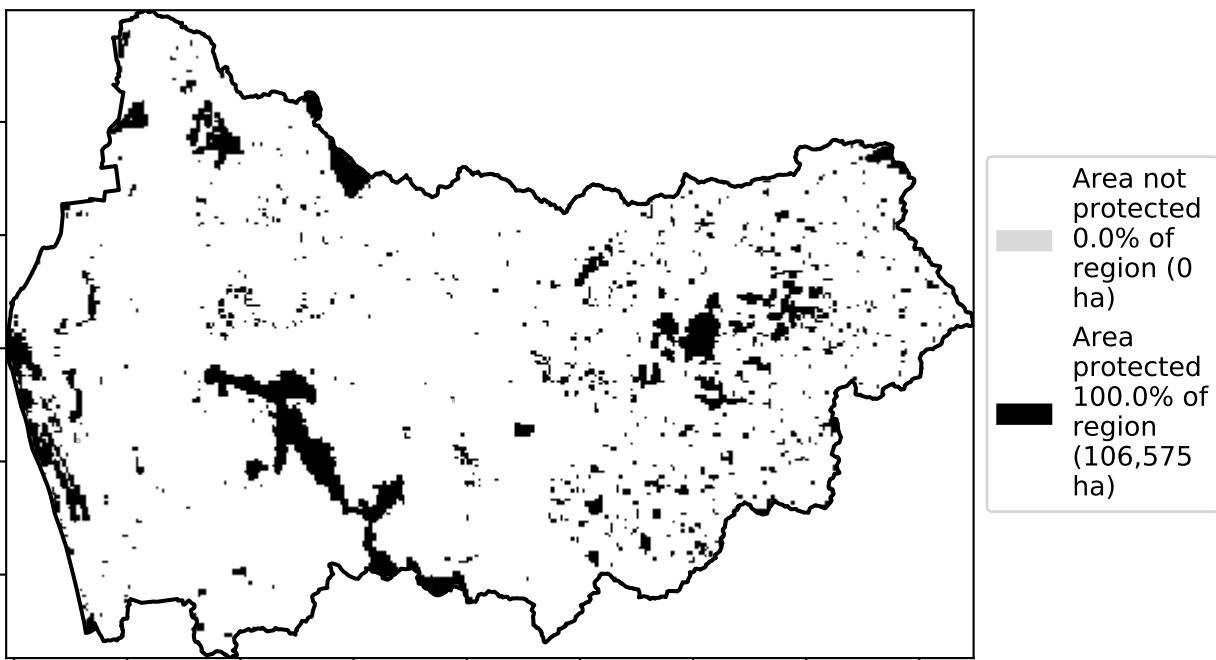 Area not
protected
0.0% of
region (0
ha)
Area
protected
100.0% of
region
(106,575
ha)